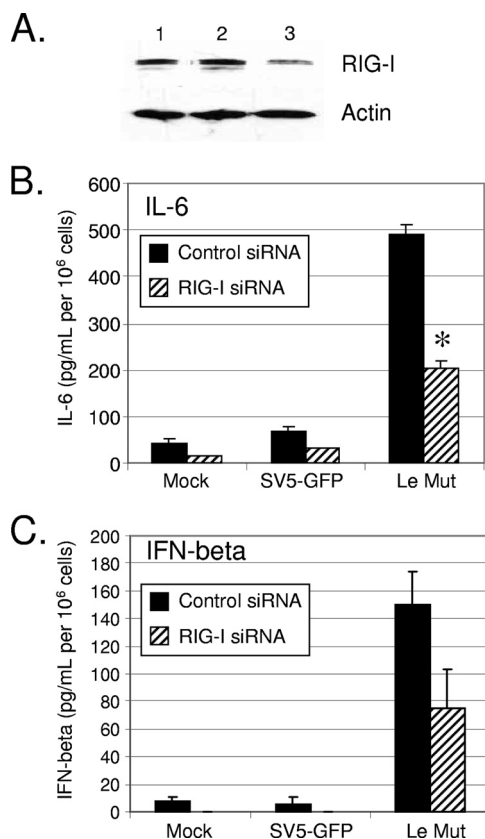 A.
1 2 3
RIG-I
Actin
B.
IL-6 (pg/mL per 10⁶ cells)
600
500
400
300
200
100
0
IL-6
Control siRNA
RIG-I siRNA
*
Mock SV5-GFP Le Mut
C.
IFN-beta (pg/mL per 10⁶ cells)
200
180
160
140
120
100
80
60
40
20
0
IFN-beta
Control siRNA
RIG-I siRNA
Mock SV5-GFP Le Mut